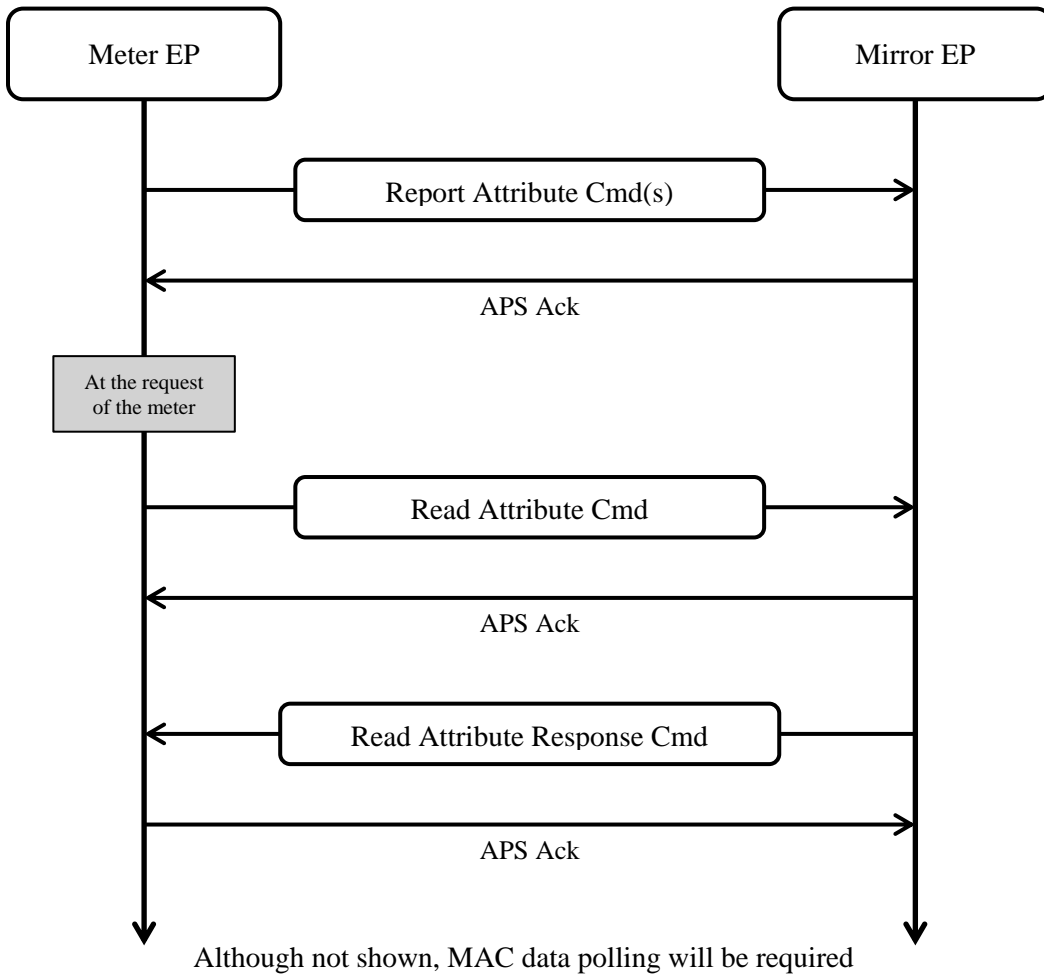 Meter EP
Mirror EP
Report Attribute Cmd(s)
APS Ack
At the request
of the meter
Read Attribute Cmd
APS Ack
Read Attribute Response Cmd
APS Ack
Although not shown, MAC data polling will be required